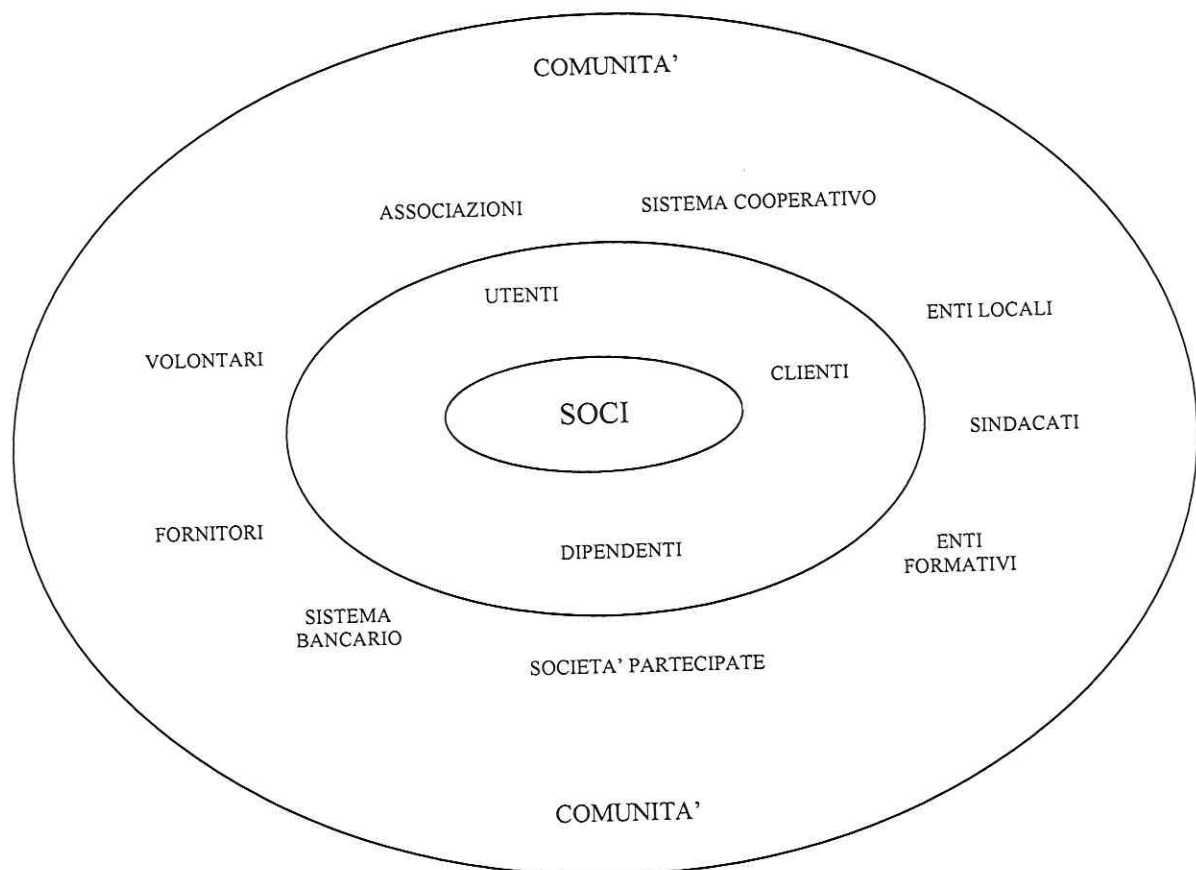 COMUNITA'
ASSOCIAZIONI
SISTEMA COOPERATIVO
UTENTI
ENTI LOCALI
VOLONTARI
CLIENTI
SOCI
SINDACATI
FORNITORI
DIPENDENTI
ENTI
FORMATIVI
SISTEMA
BANCARIO
SOCIETA' PARTECIPATE
COMUNITA'